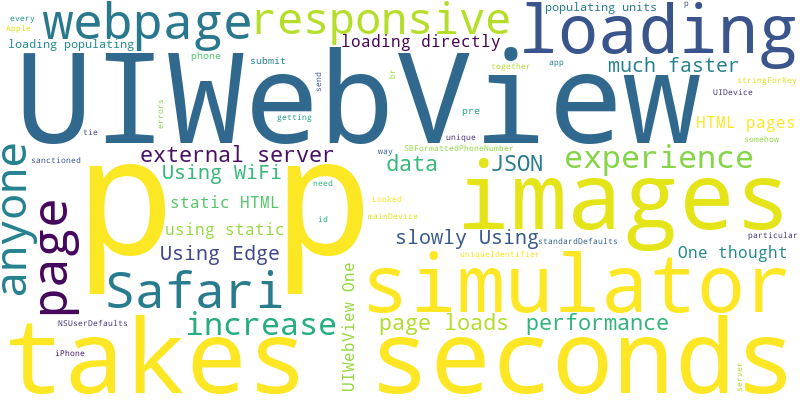 every
Apple
webpage
responsive
populating units
p
loading
loading populating
phone
loading directly
submit
send
br
together
app
much faster
stringForKey
UIWebView
UIDevice
errors
getting
pre
HTML pages
tie
unique
somehow
anyone
sanctioned
external server
SBFormattedPhoneNumber
way
data
JSON
experience
Using WiFi
need
p p
images
static HTML
Looked
page
id
mainDevice
using static
slowly Using
standardDefaults
particular
Using Edge
uniqueIdentifier
One thought
Safari
UIWebView One
simulator
NSUserDefaults
increase
page loads
performance
takes seconds
iPhone
server